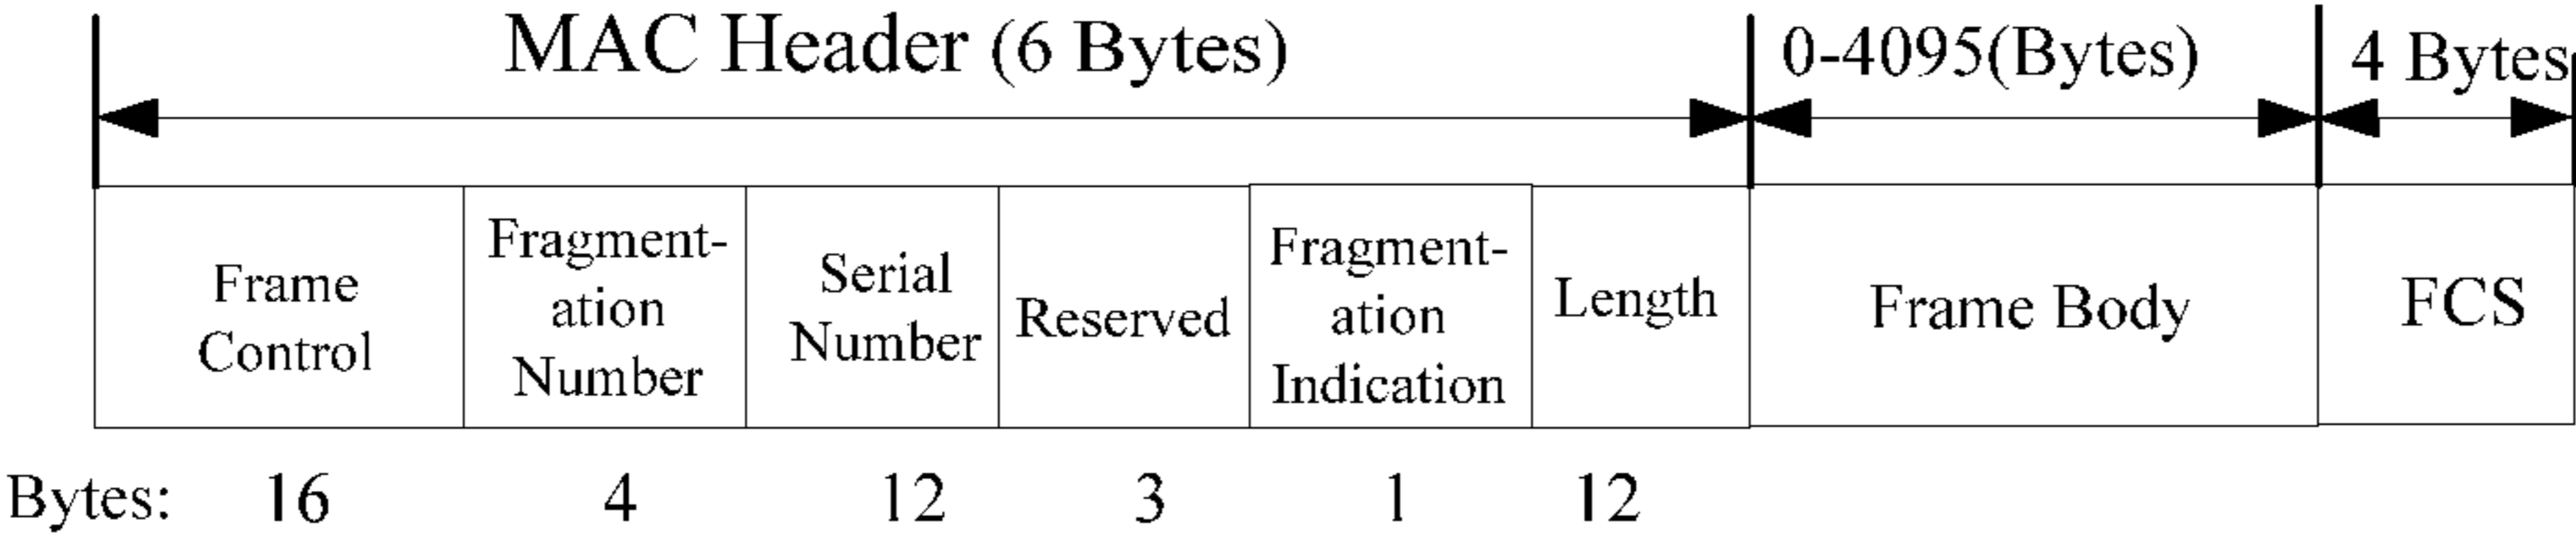 MAC Header (6 Bytes)
0-4095(Bytes)
4 Bytes
Frame
Control
Fragment-
ation
Number
Serial
Number
Reserved
Fragment-
ation
Indication
Length
Frame Body
FCS
Bytes: 16 4 12 3 1 12